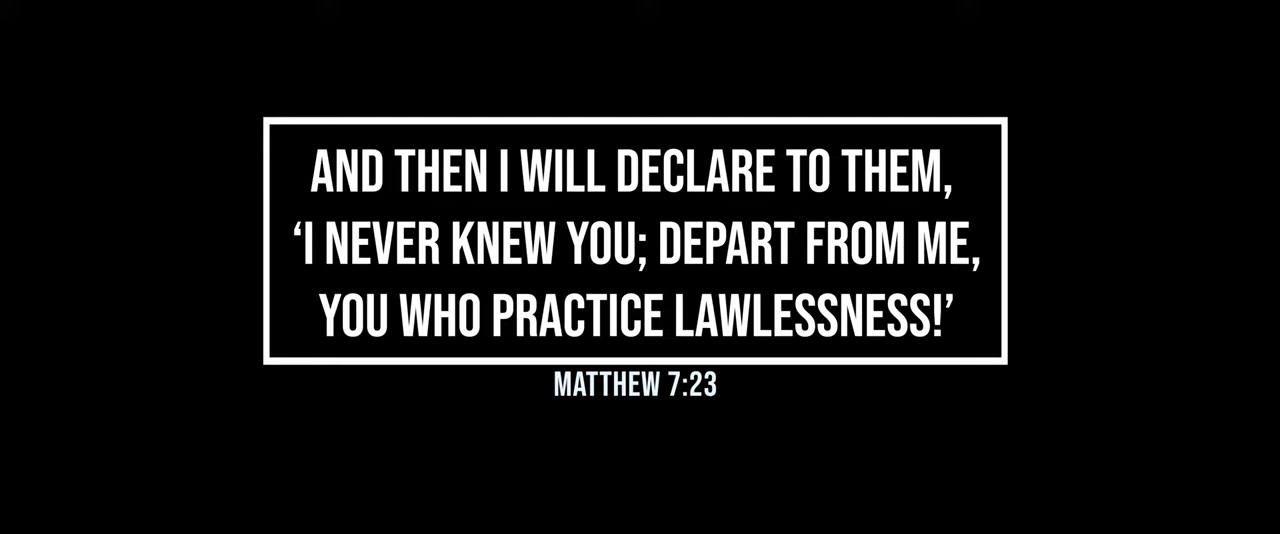 AND THEN I WILL DECLARE TO THEM,
‘I NEVER KNEW YOU; DEPART FROM ME,
YOU WHO PRACTICE LAWLESSNESS!’
MATTHEW 7:23